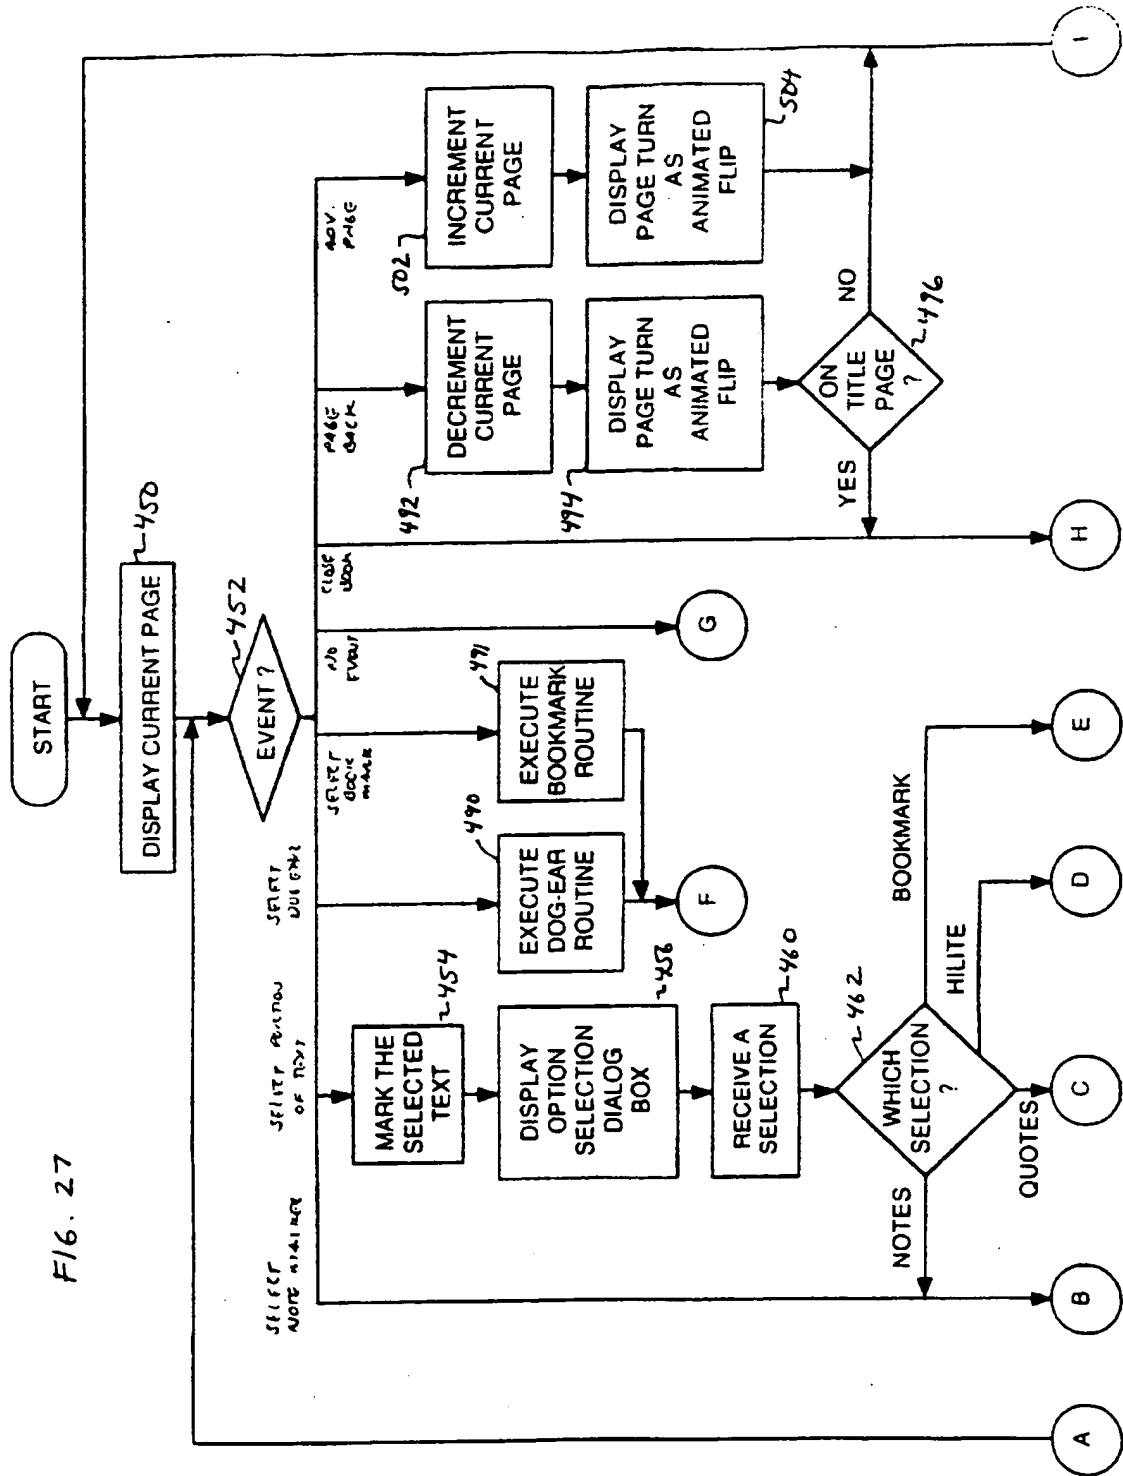 FIG. 27
START
DISPLAY CURRENT PAGE
450
EVENT ?
452
SELECT
NOTE MARKER
SELECT PORTION
OF TEXT
SELECT
DOG EAR
SELECT
BOOK
MARK
NO
EVENT
CLOSE
BOOK
PAGE
BACK
ADV.
PAGE
MARK THE
SELECTED
TEXT
454
DISPLAY
OPTION
SELECTION
DIALOG
BOX
456
RECEIVE A
SELECTION
460
WHICH
SELECTION
?
462
NOTES
QUOTES
HILITE
BOOKMARK
EXECUTE
DOG-EAR
ROUTINE
490
EXECUTE
BOOKMARK
ROUTINE
491
F
G
DECREMENT
CURRENT
PAGE
492
DISPLAY
PAGE TURN
AS
ANIMATED
FLIP
494
ON
TITLE
PAGE
?
496
YES
NO
INCREMENT
CURRENT
PAGE
502
DISPLAY
PAGE TURN
AS
ANIMATED
FLIP
504
A
B
C
D
E
H
I